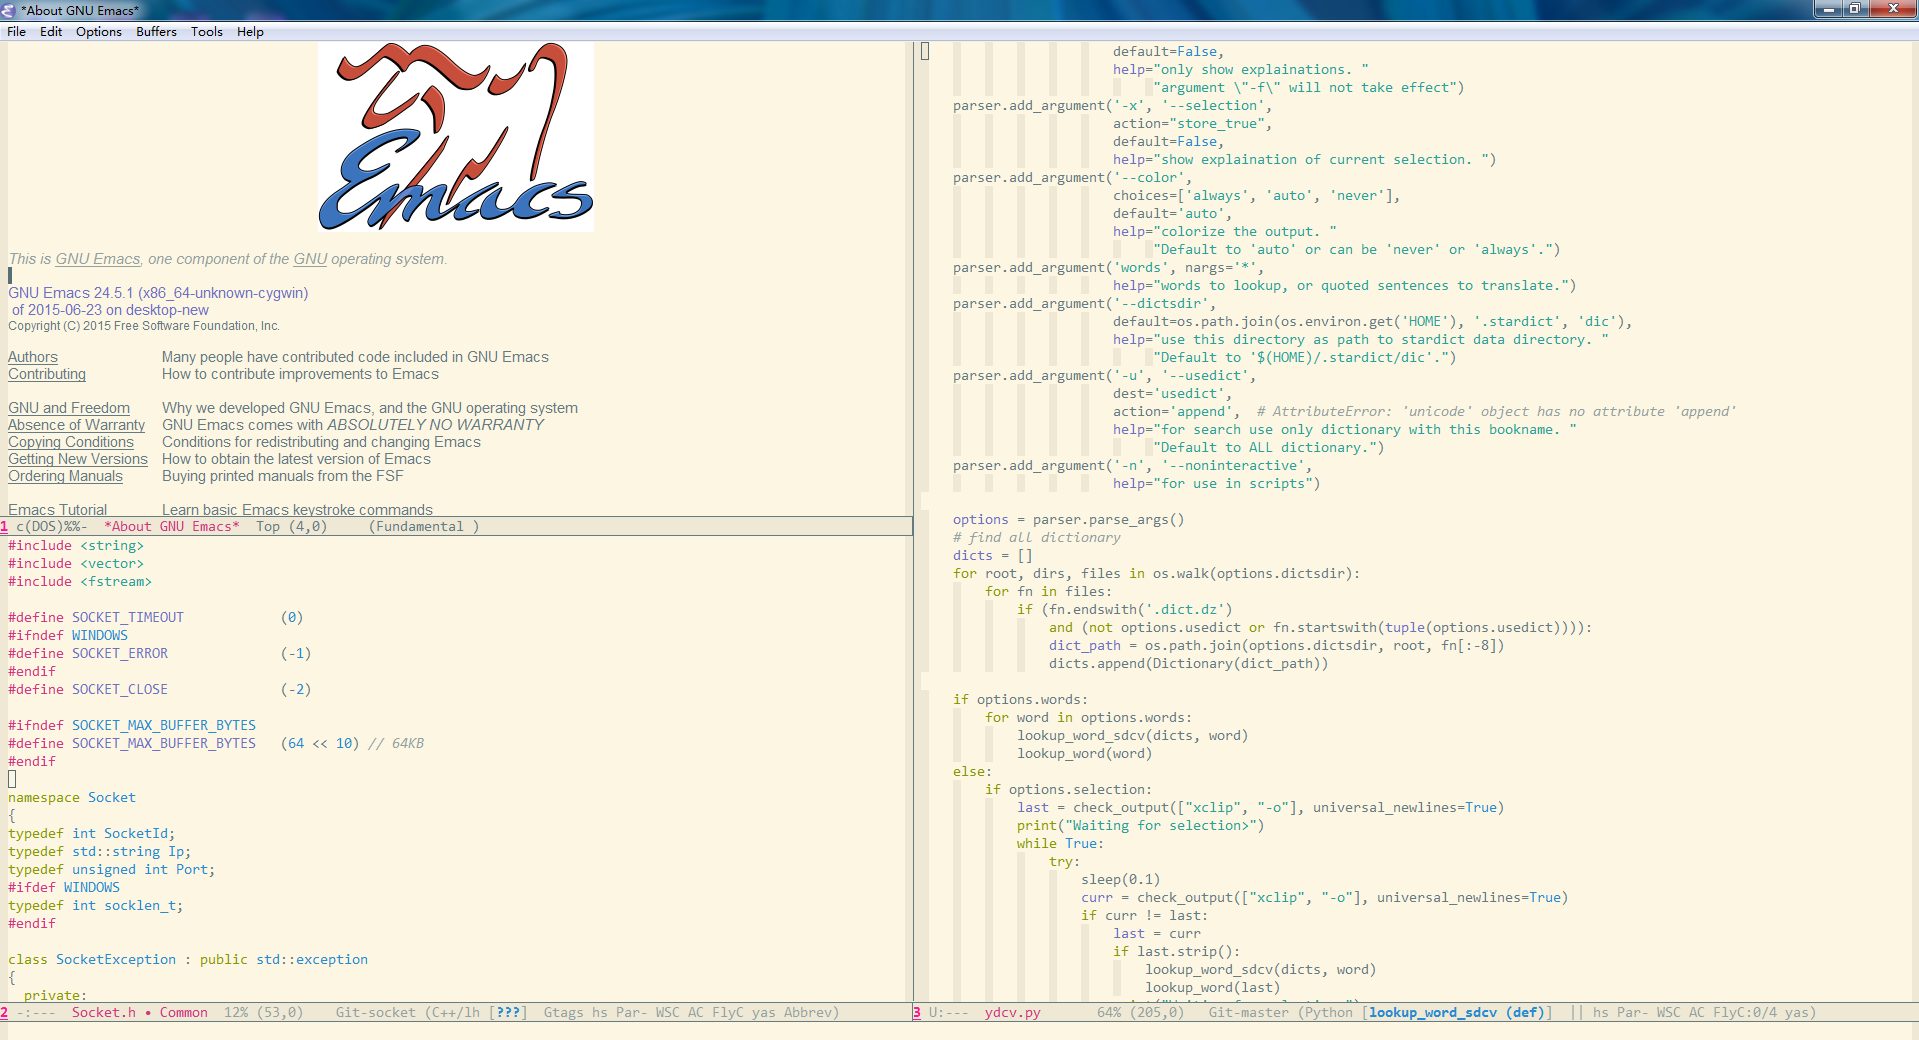 *About GNU Emacs*
File Edit Options Buffers Tools Help
Emacs
This is GNU Emacs, one component of the GNU operating system.
GNU Emacs 24.5.1 (x86_64-unknown-cygwin)
 of 2015-06-23 on desktop-new
Copyright (C) 2015 Free Software Foundation, Inc.
Authors Many people have contributed code included in GNU Emacs
Contributing How to contribute improvements to Emacs
GNU and Freedom Why we developed GNU Emacs, and the GNU operating system
Absence of Warranty GNU Emacs comes with ABSOLUTELY NO WARRANTY
Copying Conditions Conditions for redistributing and changing Emacs
Getting New Versions How to obtain the latest version of Emacs
Ordering Manuals Buying printed manuals from the FSF
Emacs Tutorial Learn basic Emacs keystroke commands
1 c(DOS)%%- *About GNU Emacs* Top (4,0) (Fundamental )
#include <string>
#include <vector>
#include <fstream>
#define SOCKET_TIMEOUT (0)
#ifndef WINDOWS
#define SOCKET_ERROR (-1)
#endif
#define SOCKET_CLOSE (-2)
#ifndef SOCKET_MAX_BUFFER_BYTES
#define SOCKET_MAX_BUFFER_BYTES (64 << 10) // 64KB
#endif
namespace Socket
{
typedef int SocketId;
typedef std::string Ip;
typedef unsigned int Port;
#ifdef WINDOWS
typedef int socklen_t;
#endif
class SocketException : public std::exception
{
  private:
2 -:--- Socket.h • Common 12% (53,0) Git-socket (C++/lh [???] Gtags hs Par- WSC AC FlyC yas Abbrev)
default=False,
help="only show explainations. "
"argument \"-f\" will not take effect")
parser.add_argument('-x', '--selection',
action="store_true",
default=False,
help="show explaination of current selection. ")
parser.add_argument('--color',
choices=['always', 'auto', 'never'],
default='auto',
help="colorize the output. "
"Default to 'auto' or can be 'never' or 'always'.")
parser.add_argument('words', nargs='*',
help="words to lookup, or quoted sentences to translate.")
parser.add_argument('--dictsdir',
default=os.path.join(os.environ.get('HOME'), '.stardict', 'dic'),
help="use this directory as path to stardict data directory. "
"Default to '$(HOME)/.stardict/dic'.")
parser.add_argument('-u', '--usedict',
dest='usedict',
action='append',  # AttributeError: 'unicode' object has no attribute 'append'
help="for search use only dictionary with this bookname. "
"Default to ALL dictionary.")
parser.add_argument('-n', '--noninteractive',
help="for use in scripts")
options = parser.parse_args()
# find all dictionary
dicts = []
for root, dirs, files in os.walk(options.dictsdir):
for fn in files:
if (fn.endswith('.dict.dz')
and (not options.usedict or fn.startswith(tuple(options.usedict)))):
dict_path = os.path.join(options.dictsdir, root, fn[:-8])
dicts.append(Dictionary(dict_path))
if options.words:
for word in options.words:
lookup_word_sdcv(dicts, word)
lookup_word(word)
else:
if options.selection:
last = check_output(["xclip", "-o"], universal_newlines=True)
print("Waiting for selection>")
while True:
try:
sleep(0.1)
curr = check_output(["xclip", "-o"], universal_newlines=True)
if curr != last:
last = curr
if last.strip():
lookup_word_sdcv(dicts, word)
lookup_word(last)
3 U:--- ydcv.py 64% (205,0) Git-master (Python [lookup_word_sdcv (def)] || hs Par- WSC AC FlyC:0/4 yas)